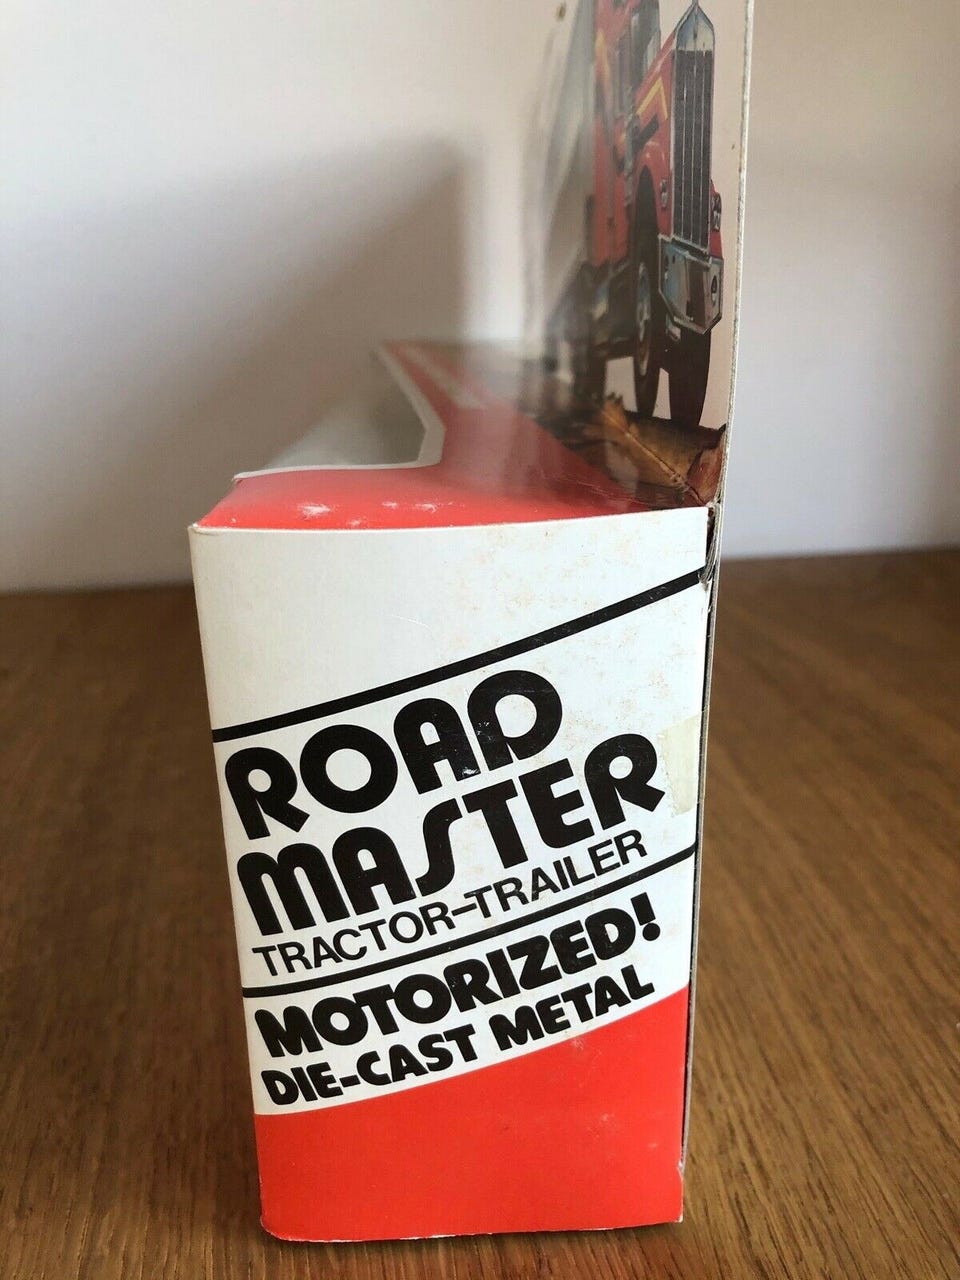 ROAD
MASTER
TRACTOR-TRAILER
MOTORIZED!
DIE-CAST METAL